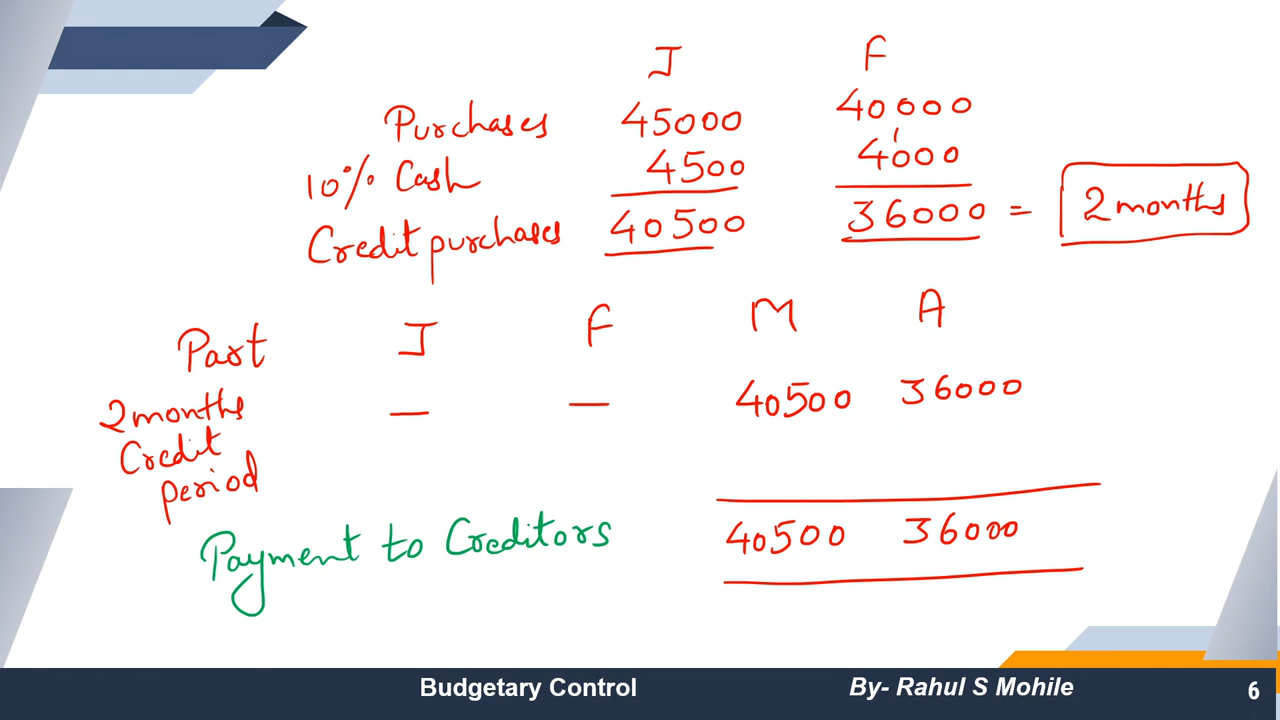 J F
Purchases 45000 40000
10% Cash 4500 4000
Credit purchases 40500 36000 = 2 months
Past J F M A
2 months — — 40500 36000
Credit
period
Payment to Creditors 40500 36000
Budgetary Control By- Rahul S Mohile 6